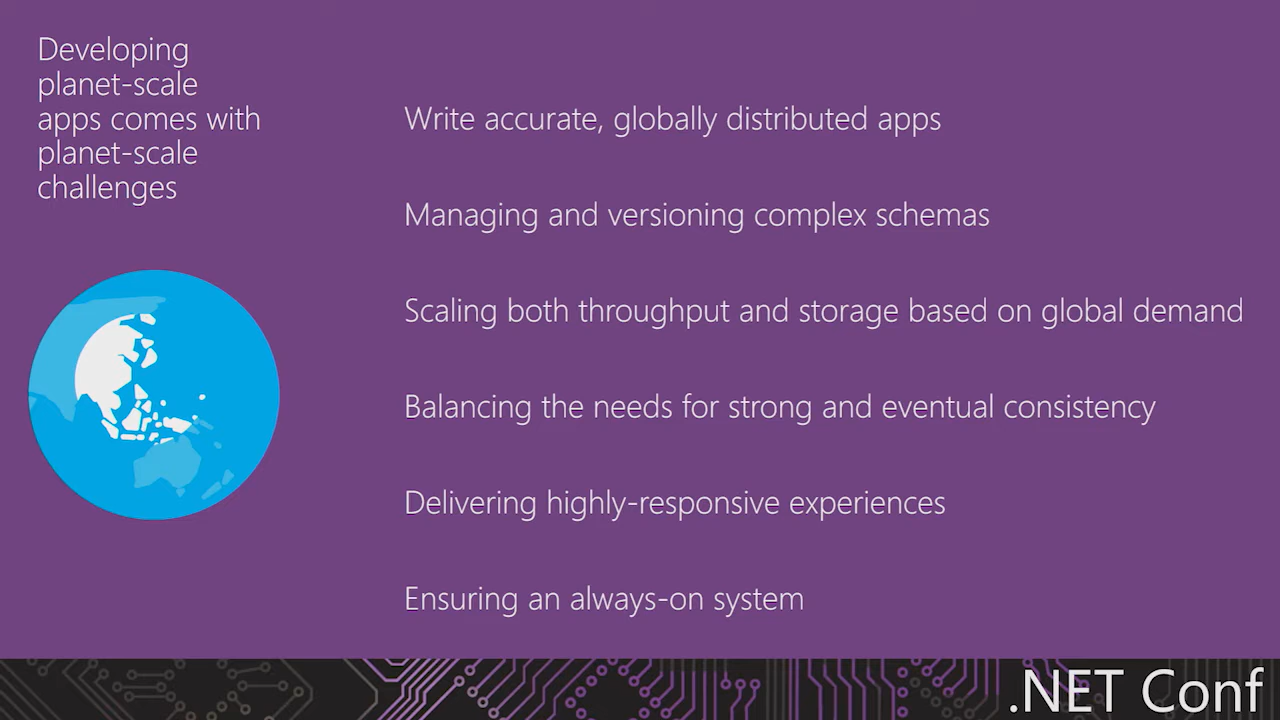 Developing
planet-scale
apps comes with
planet-scale
challenges
Write accurate, globally distributed apps
Managing and versioning complex schemas
Scaling both throughput and storage based on global demand
Balancing the needs for strong and eventual consistency
Delivering highly-responsive experiences
Ensuring an always-on system
.NET Conf